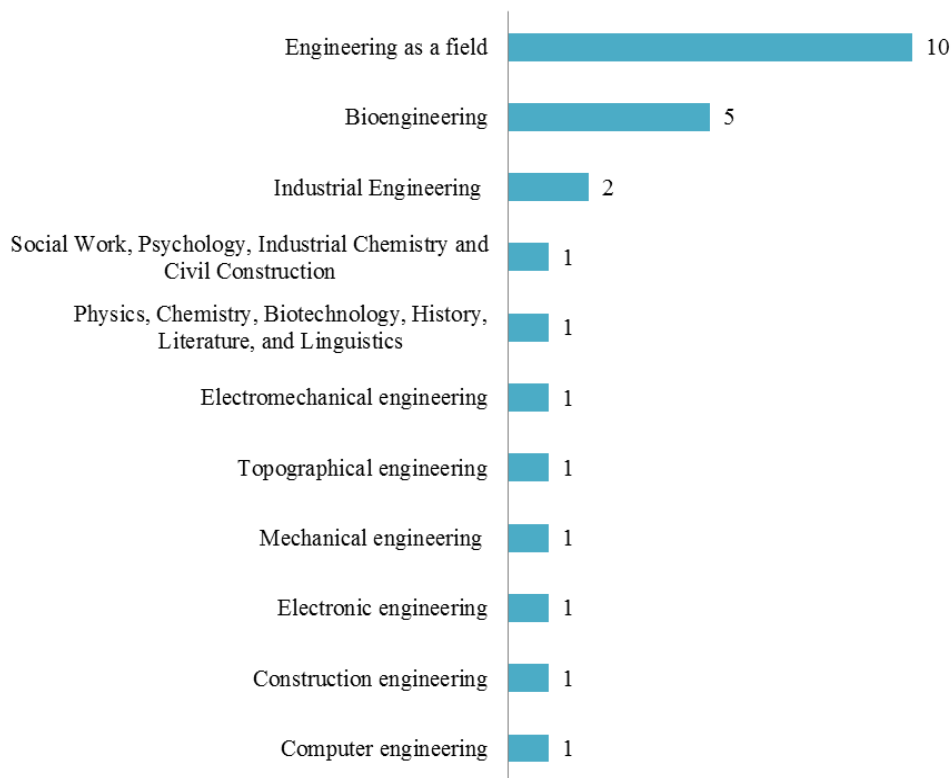 Engineering as a field
10
Bioengineering
5
Industrial Engineering
2
Social Work, Psychology, Industrial Chemistry and
Civil Construction
1
Physics, Chemistry, Biotechnology, History,
Literature, and Linguistics
1
Electromechanical engineering
1
Topographical engineering
1
Mechanical engineering
1
Electronic engineering
1
Construction engineering
1
Computer engineering
1